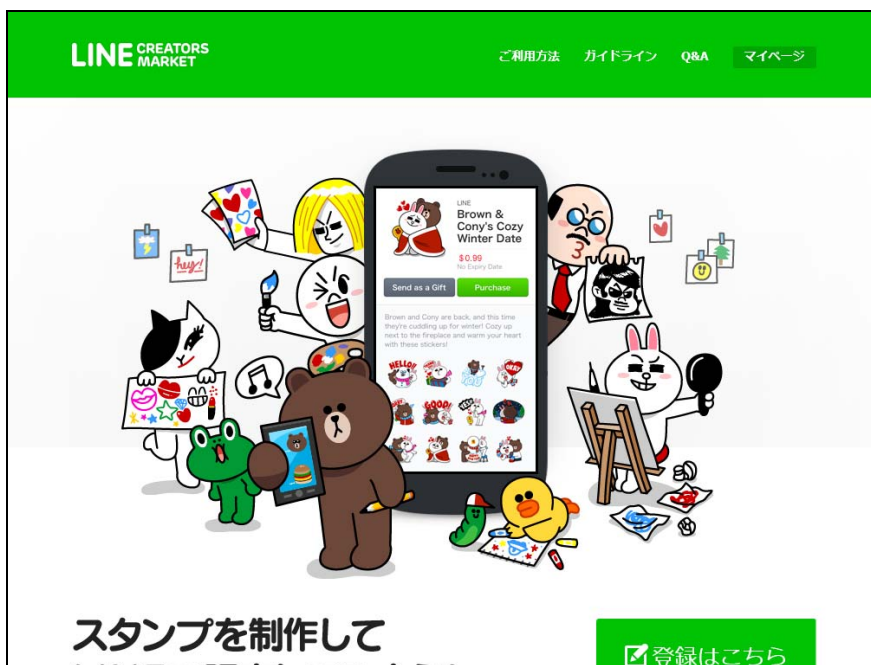 LINE CREATORS MARKET
ご利用方法 ガイドライン Q&A マイページ
LINE
Brown &
Cony's Cozy
Winter Date
$0.99
No Expiry Date
Send as a Gift Purchase
Brown and Cony are back, and this time
they're cuddling up for winter! Cozy up
next to the fireplace and warm your heart
with these stickers!
HELLO!!
OKAY
GOOD!
hey!
スタンプを制作して
登録はこちら